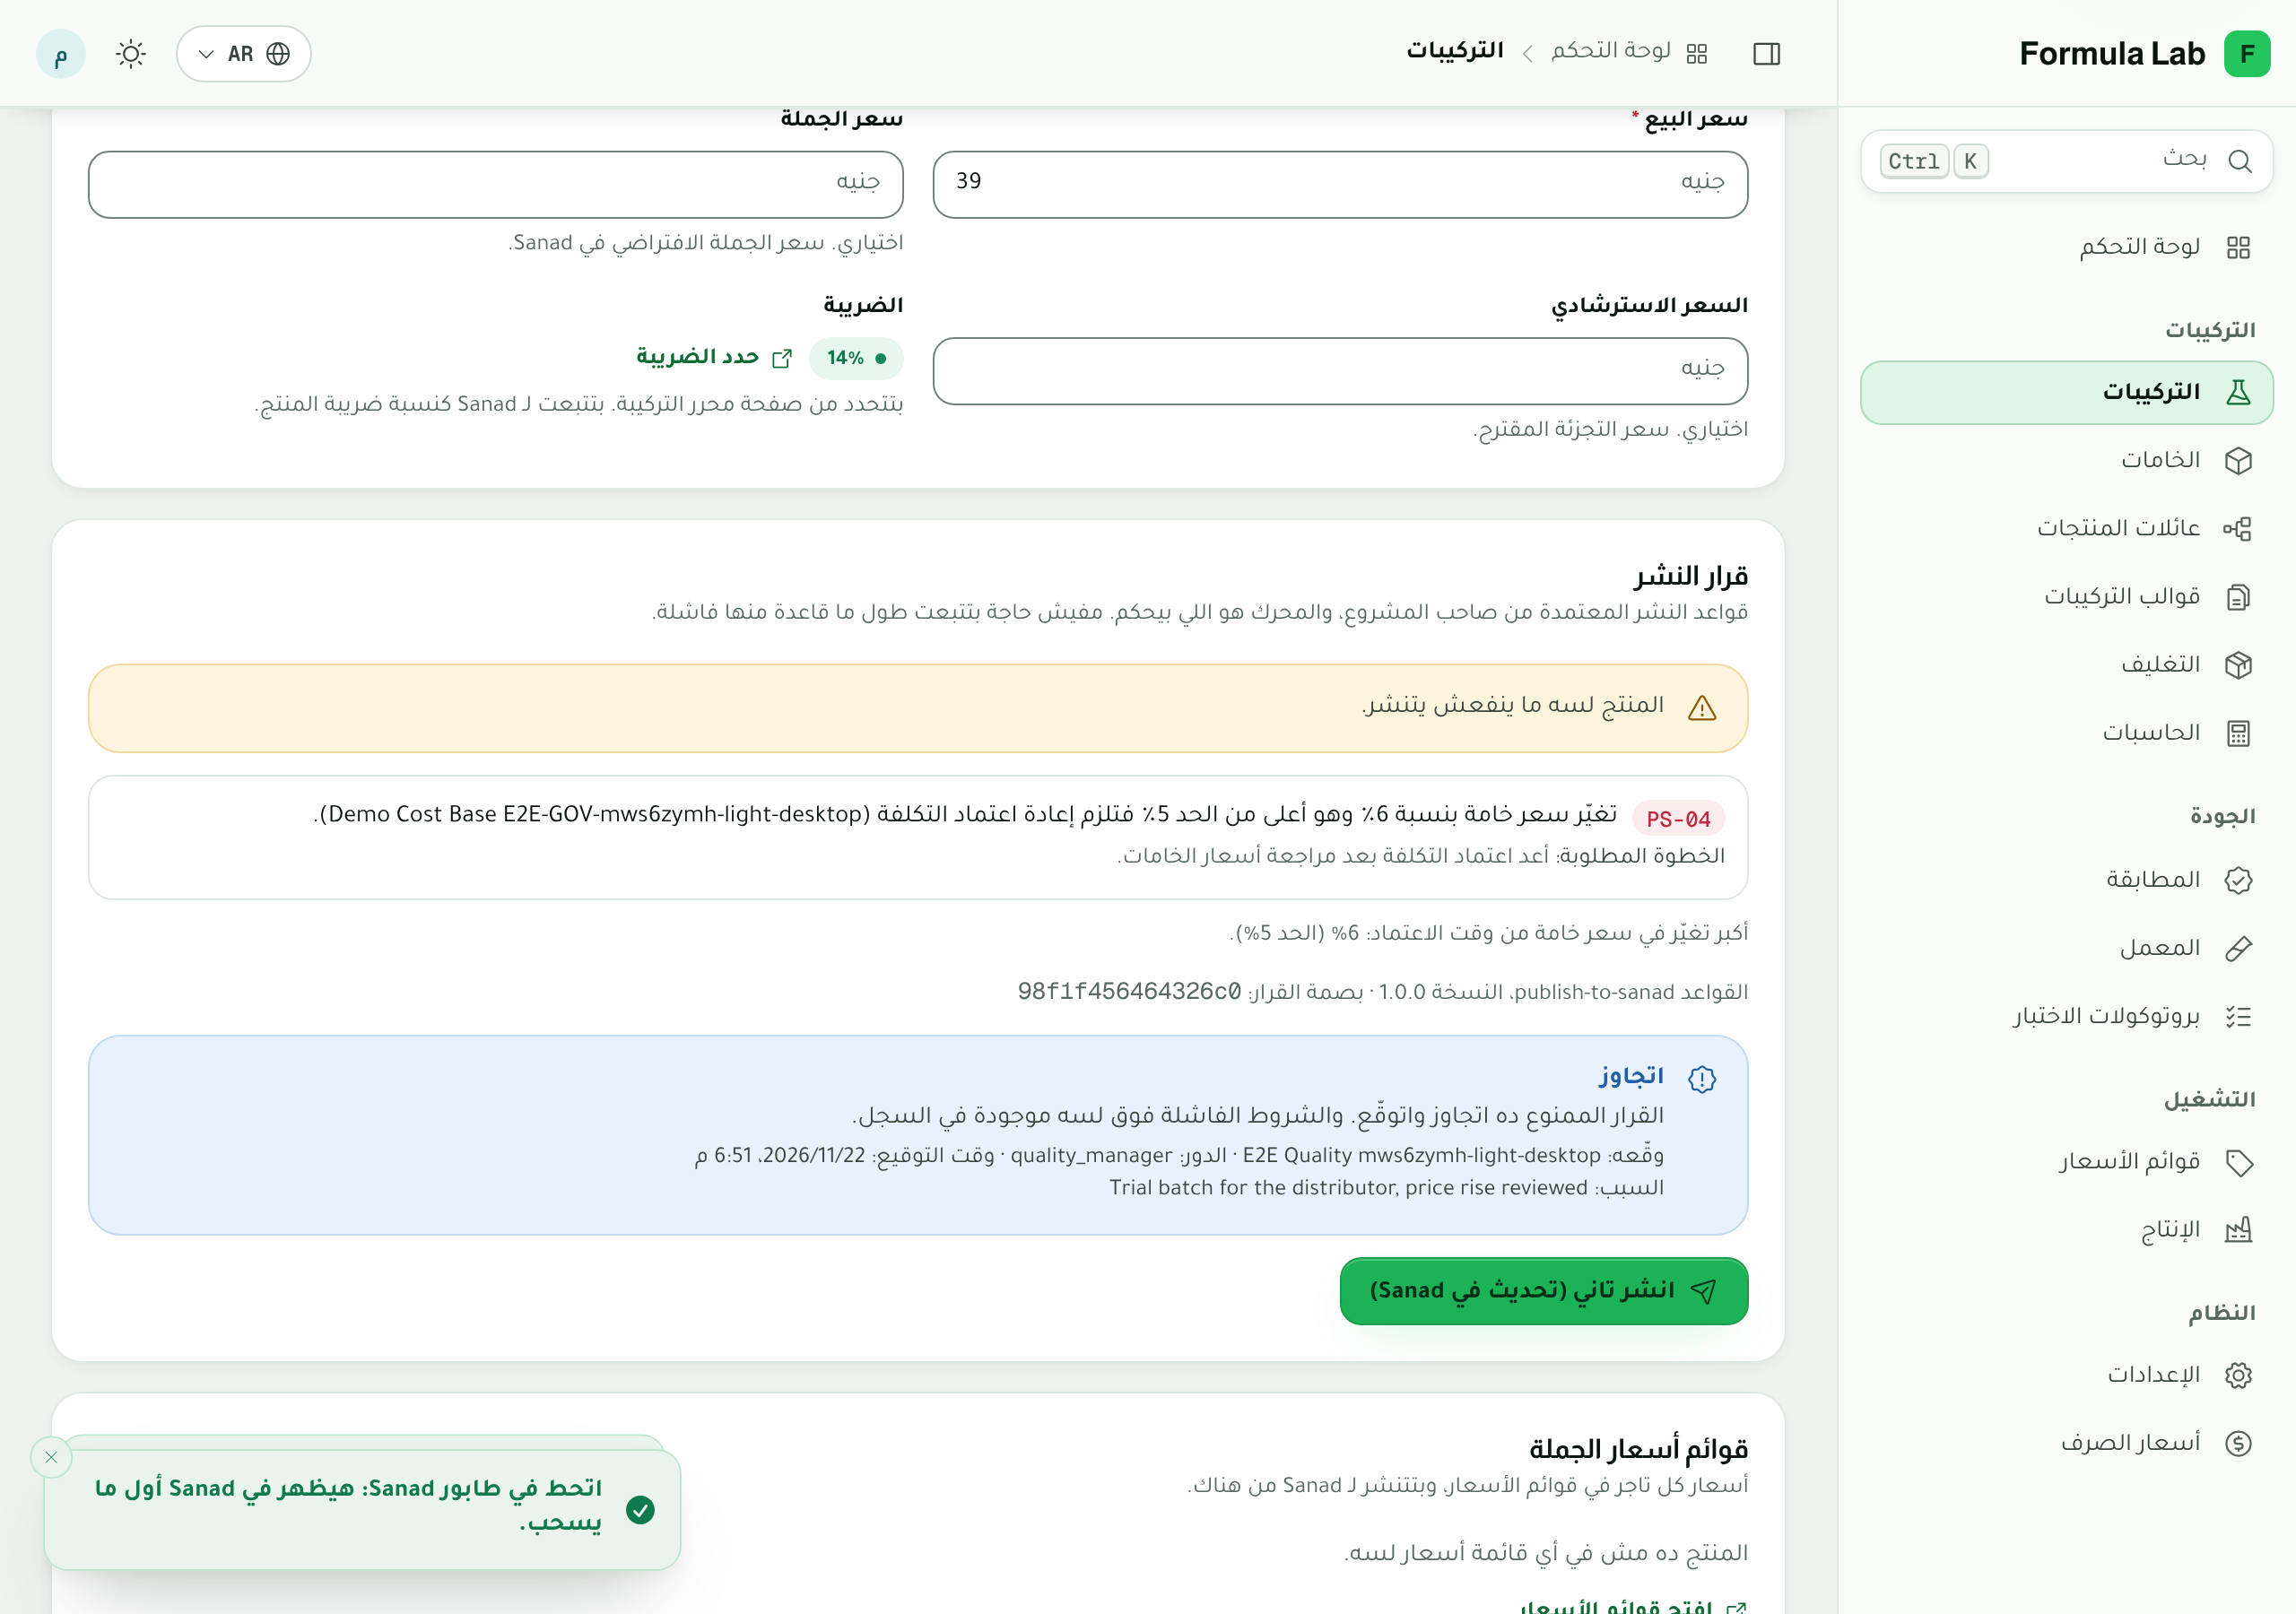 Formula Lab
F
بحث
Ctrl K
لوحة التحكم
التركيبات
التركيبات
الخامات
عائلات المنتجات
قوالب التركيبات
التغليف
الحاسبات
الجودة
المطابقة
المعمل
بروتوكولات الاختبار
التشغيل
قوائم الأسعار
الإنتاج
النظام
الإعدادات
أسعار الصرف
لوحة التحكم
التركيبات
AR
م
سعر البيع *
جنيه 39
سعر الجملة
جنيه
اختياري. سعر الجملة الافتراضي في Sanad.
السعر الاسترشادي
جنيه
اختياري. سعر التجزئة المقترح.
الضريبة
14%
حدد الضريبة
بتتحدد من صفحة محرر التركيبة. بتتبعت لـ Sanad كنسبة ضريبة المنتج.
قرار النشر
قواعد النشر المعتمدة من صاحب المشروع، والمحرك هو اللي بيحكم. مفيش حاجة بتتبعت طول ما قاعدة منها فاشلة.
المنتج لسه ما ينفعش يتنشر.
PS-04 تغيّر سعر خامة بنسبة 6٪ وهو أعلى من الحد 5٪ فتلزم إعادة اعتماد التكلفة (Demo Cost Base E2E-GOV-mws6zymh-light-desktop).
الخطوة المطلوبة: أعد اعتماد التكلفة بعد مراجعة أسعار الخامات.
أكبر تغيّر في سعر خامة من وقت الاعتماد: 6% (الحد 5%).
القواعد publish-to-sanad، النسخة 1.0.0 · بصمة القرار: 98f1f456464326c0
اتجاوز
القرار الممنوع ده اتجاوز واتوقّع. والشروط الفاشلة فوق لسه موجودة في السجل.
وقّعه: E2E Quality mws6zymh-light-desktop · الدور: quality_manager · وقت التوقيع: 2026/11/22، 6:51 م
السبب: Trial batch for the distributor, price rise reviewed
انشر تاني (تحديث في Sanad)
قوائم أسعار الجملة
أسعار كل تاجر في قوائم الأسعار، وبتتنشر لـ Sanad من هناك.
المنتج ده مش في أي قائمة أسعار لسه.
افتح قوائم الأسعار
اتحط في طابور Sanad: هيظهر في Sanad أول ما
يسحب.